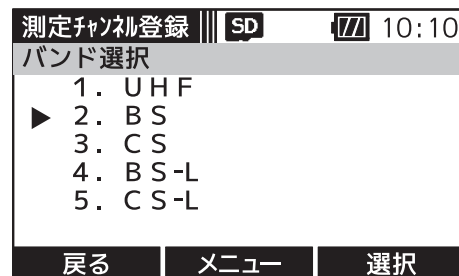 測定ﾁｬﾝﾈﾙ登録 SD 10:10
バンド選択
1. UHF
▶ 2. BS
3. CS
4. BS-L
5. CS-L
戻る メニュー 選択